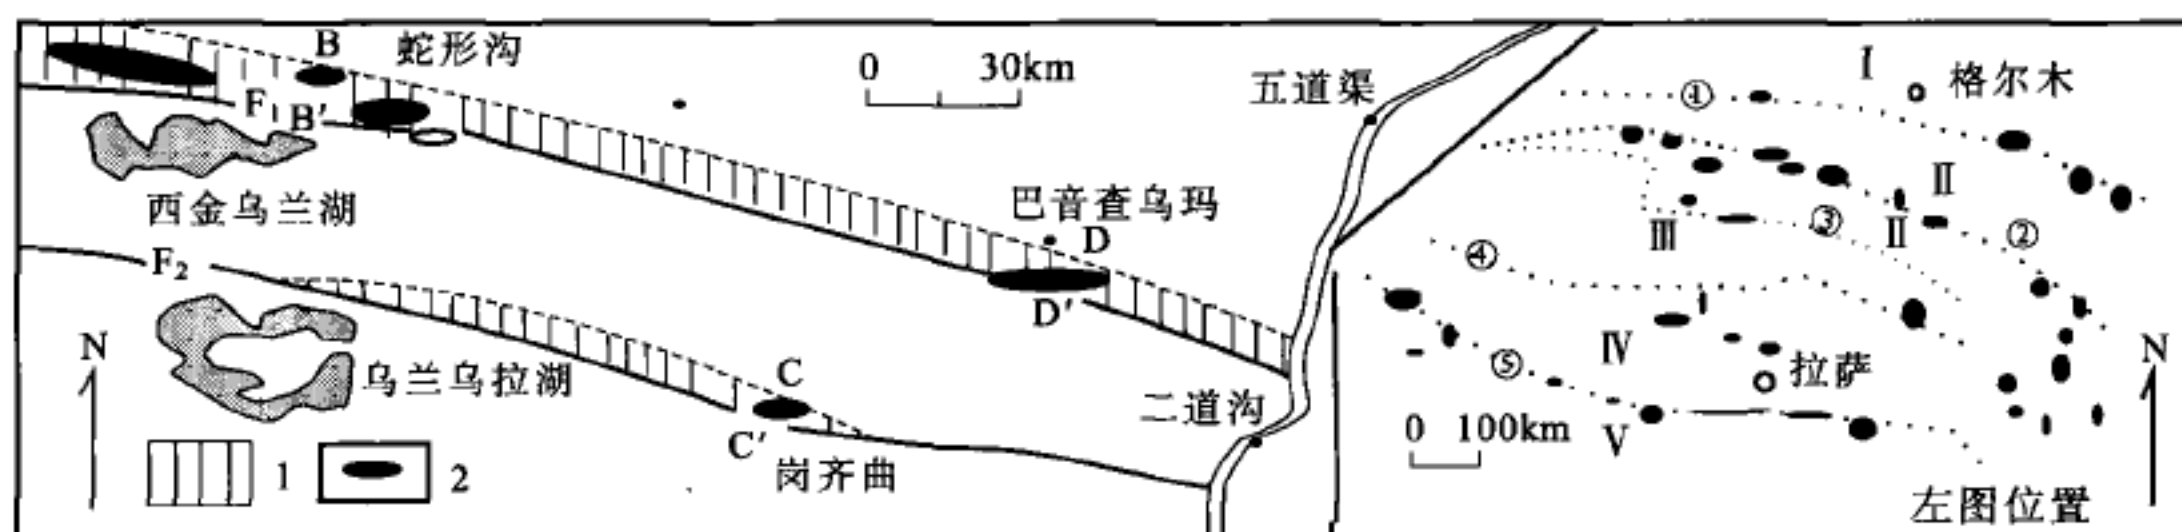 B 蛇形沟
0 30km
五道渠
F₁ B′
西金乌兰湖
巴音查乌玛
D
D′
F₂
N
乌兰乌拉湖
C
C′
岗齐曲
二道沟
1 2
Ⅰ 格尔木
①
Ⅱ
③ Ⅱ ②
Ⅲ
④
Ⅳ
⑤ 拉萨
0 100km
Ⅴ
N
左图位置